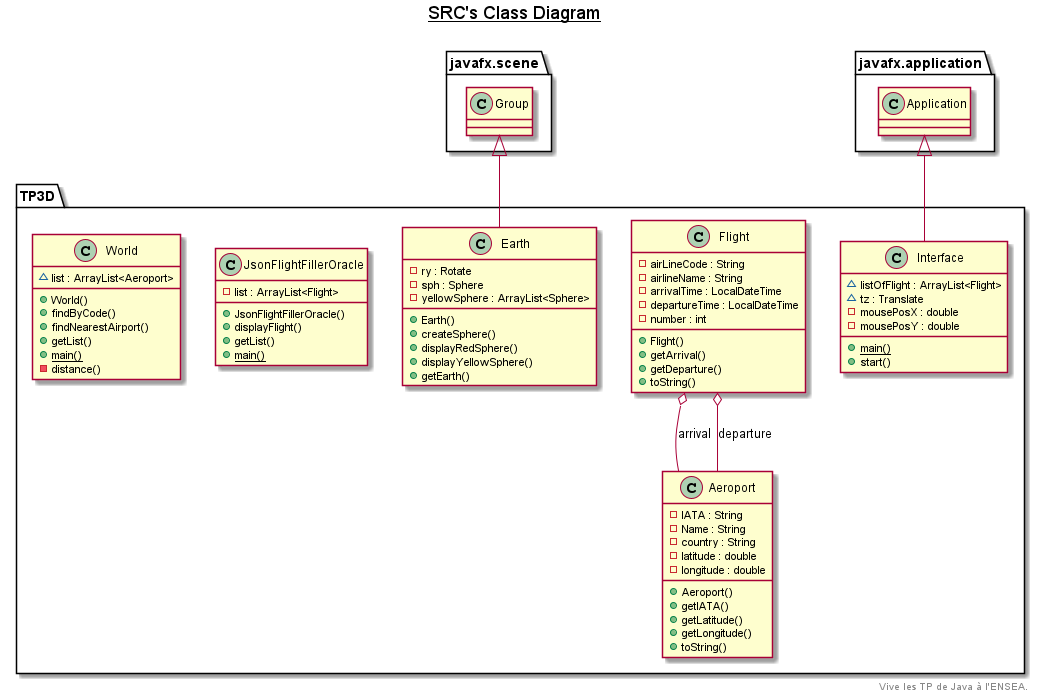 SRC's Class Diagram
javafx.scene
C Group
javafx.application
C Application
TP3D
C World
list : ArrayList<Aeroport>
World()
findByCode()
findNearestAirport()
getList()
main()
distance()
C JsonFlightFillerOracle
list : ArrayList<Flight>
JsonFlightFillerOracle()
displayFlight()
getList()
main()
C Earth
ry : Rotate
sph : Sphere
yellowSphere : ArrayList<Sphere>
Earth()
createSphere()
displayRedSphere()
displayYellowSphere()
getEarth()
C Flight
airLineCode : String
airlineName : String
arrivalTime : LocalDateTime
departureTime : LocalDateTime
number : int
Flight()
getArrival()
getDeparture()
toString()
C Interface
listOfFlight : ArrayList<Flight>
tz : Translate
mousePosX : double
mousePosY : double
main()
start()
arrival
departure
C Aeroport
IATA : String
Name : String
country : String
latitude : double
longitude : double
Aeroport()
getIATA()
getLatitude()
getLongitude()
toString()
Vive les TP de Java à l'ENSEA.